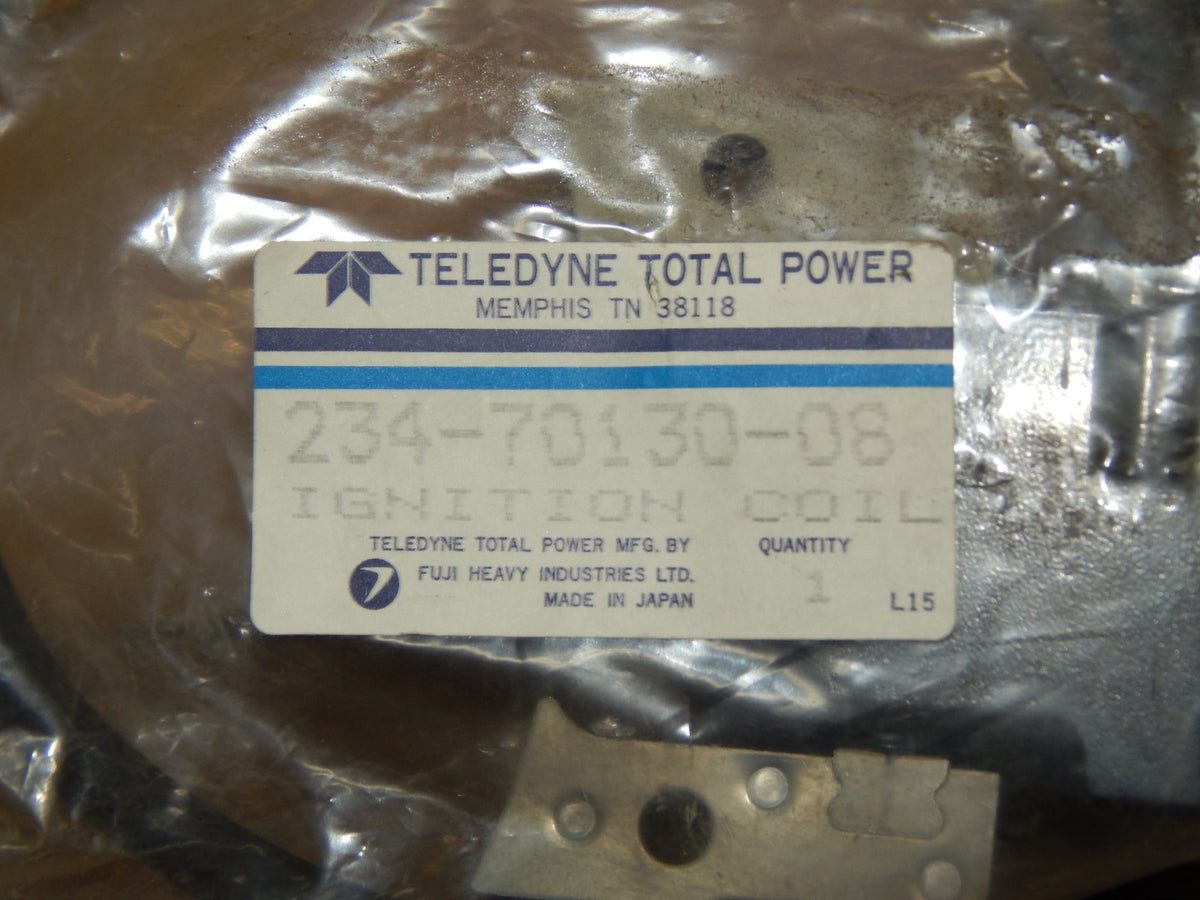 TELEDYNE TOTAL POWER
MEMPHIS TN 38118
234-70130-08
IGNITION COIL
TELEDYNE TOTAL POWER MFG. BY
FUJI HEAVY INDUSTRIES LTD.
MADE IN JAPAN
QUANTITY
1
L15